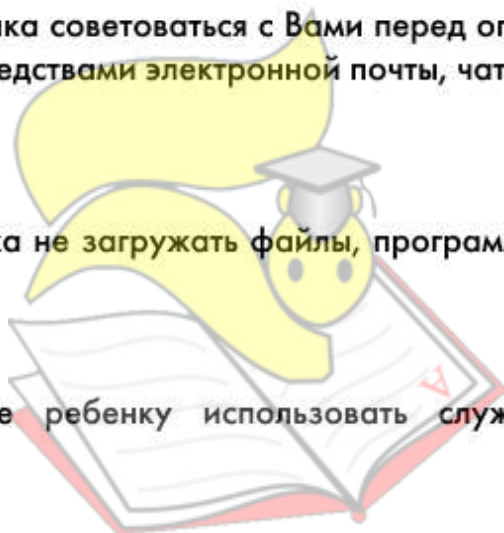 ка советоваться с Вами перед
едствами электронной почты, чат
ка не загружать файлы, програм
е ребенку использовать служ
А